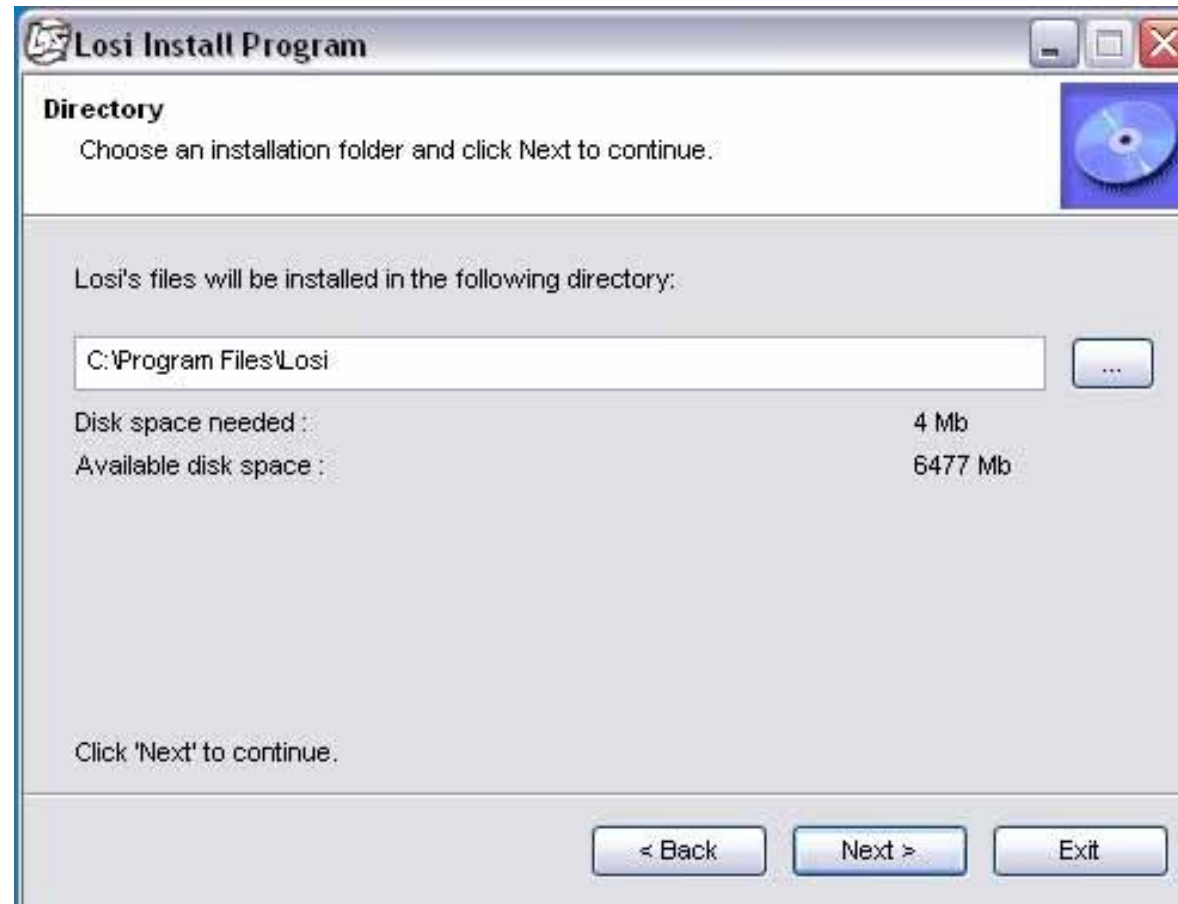 Losi Install Program
Directory
Choose an installation folder and click Next to continue.
Losi's files will be installed in the following directory:
C:\Program Files\Losi
...
Disk space needed : 4 Mb
Available disk space : 6477 Mb
Click 'Next' to continue.
< Back Next > Exit